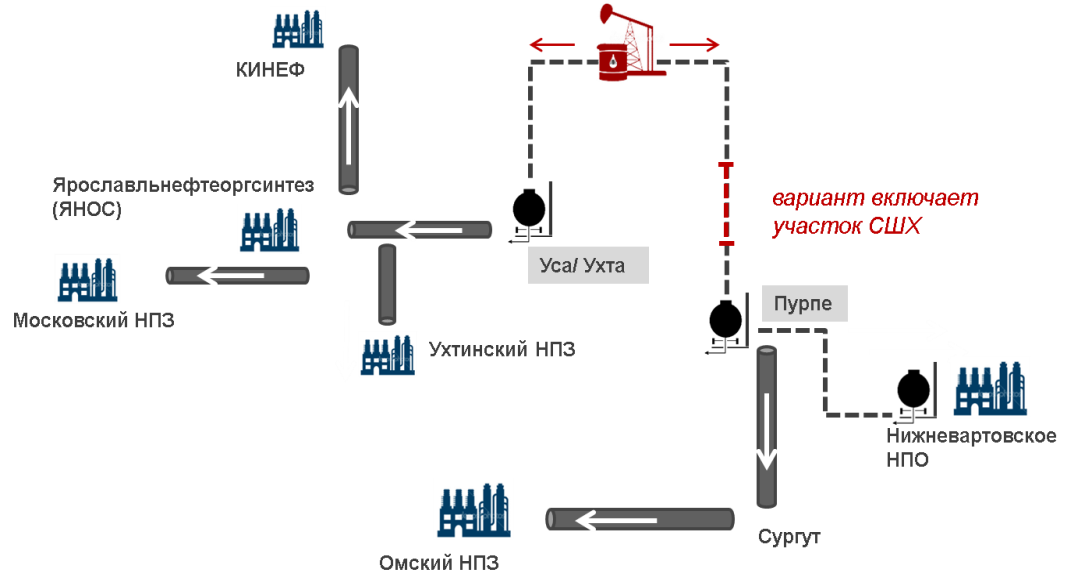 КИНЕФ
Ярославльнефтеоргсинтез
(ЯНОС)
вариант включает
участок СШХ
Уса/ Ухта
Пурпе
Московский НПЗ
Ухтинский НПЗ
Нижневартовское
НПО
Сургут
Омский НПЗ